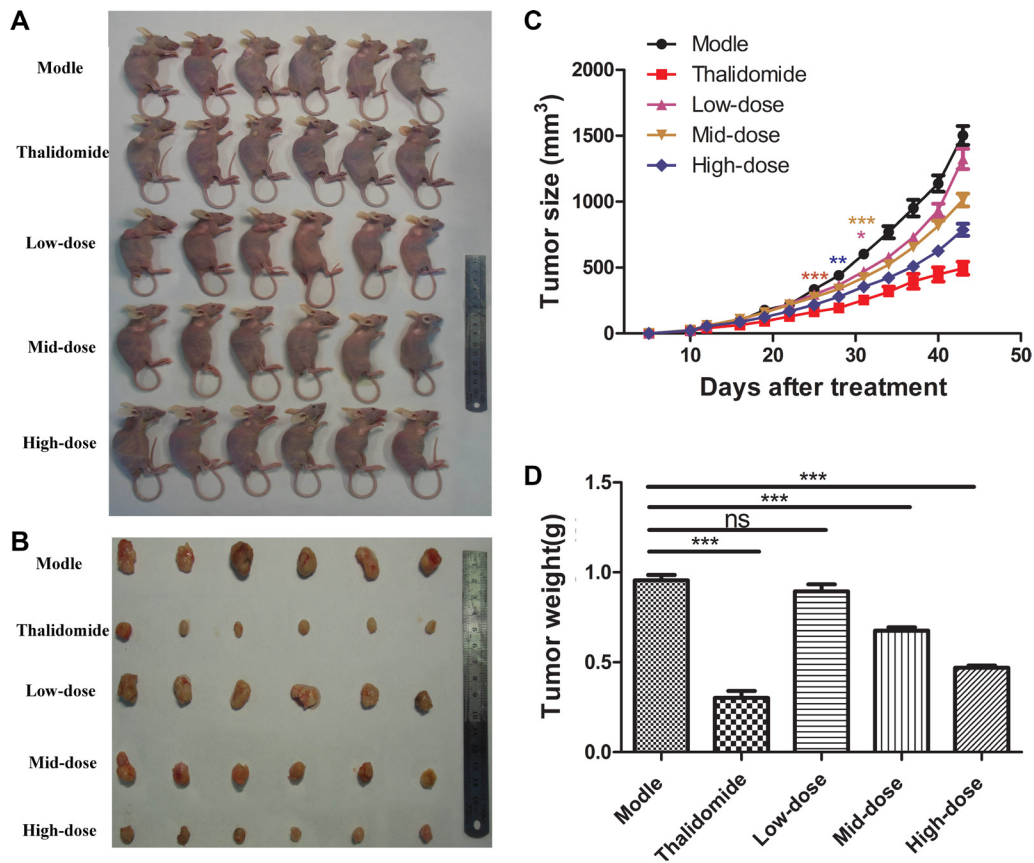 A
Modle
Thalidomide
Low-dose
Mid-dose
High-dose
B
Modle
Thalidomide
Low-dose
Mid-dose
High-dose
C
Modle
Thalidomide
Low-dose
Mid-dose
High-dose
Tumor size (mm³)
2000
1500
1000
500
0
***
**
***
*
10
20
30
40
50
Days after treatment
D
Tumor weight(g)
1.5
1.0
0.5
0.0
***
***
ns
***
Modle
Thalidomide
Low-dose
Mid-dose
High-dose